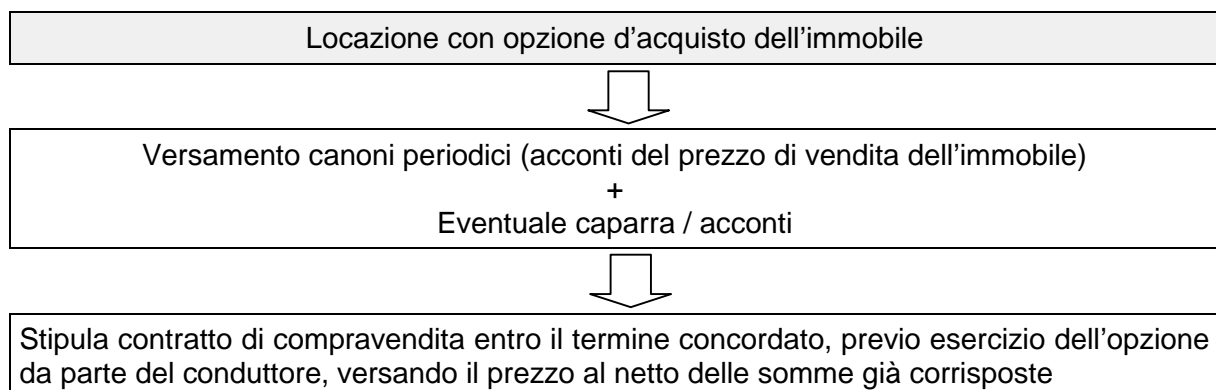 Locazione con opzione d’acquisto dell’immobile
Versamento canoni periodici (acconti del prezzo di vendita dell’immobile)
+
Eventuale caparra / acconti
Stipula contratto di compravendita entro il termine concordato, previo esercizio dell’opzione
da parte del conduttore, versando il prezzo al netto delle somme già corrisposte